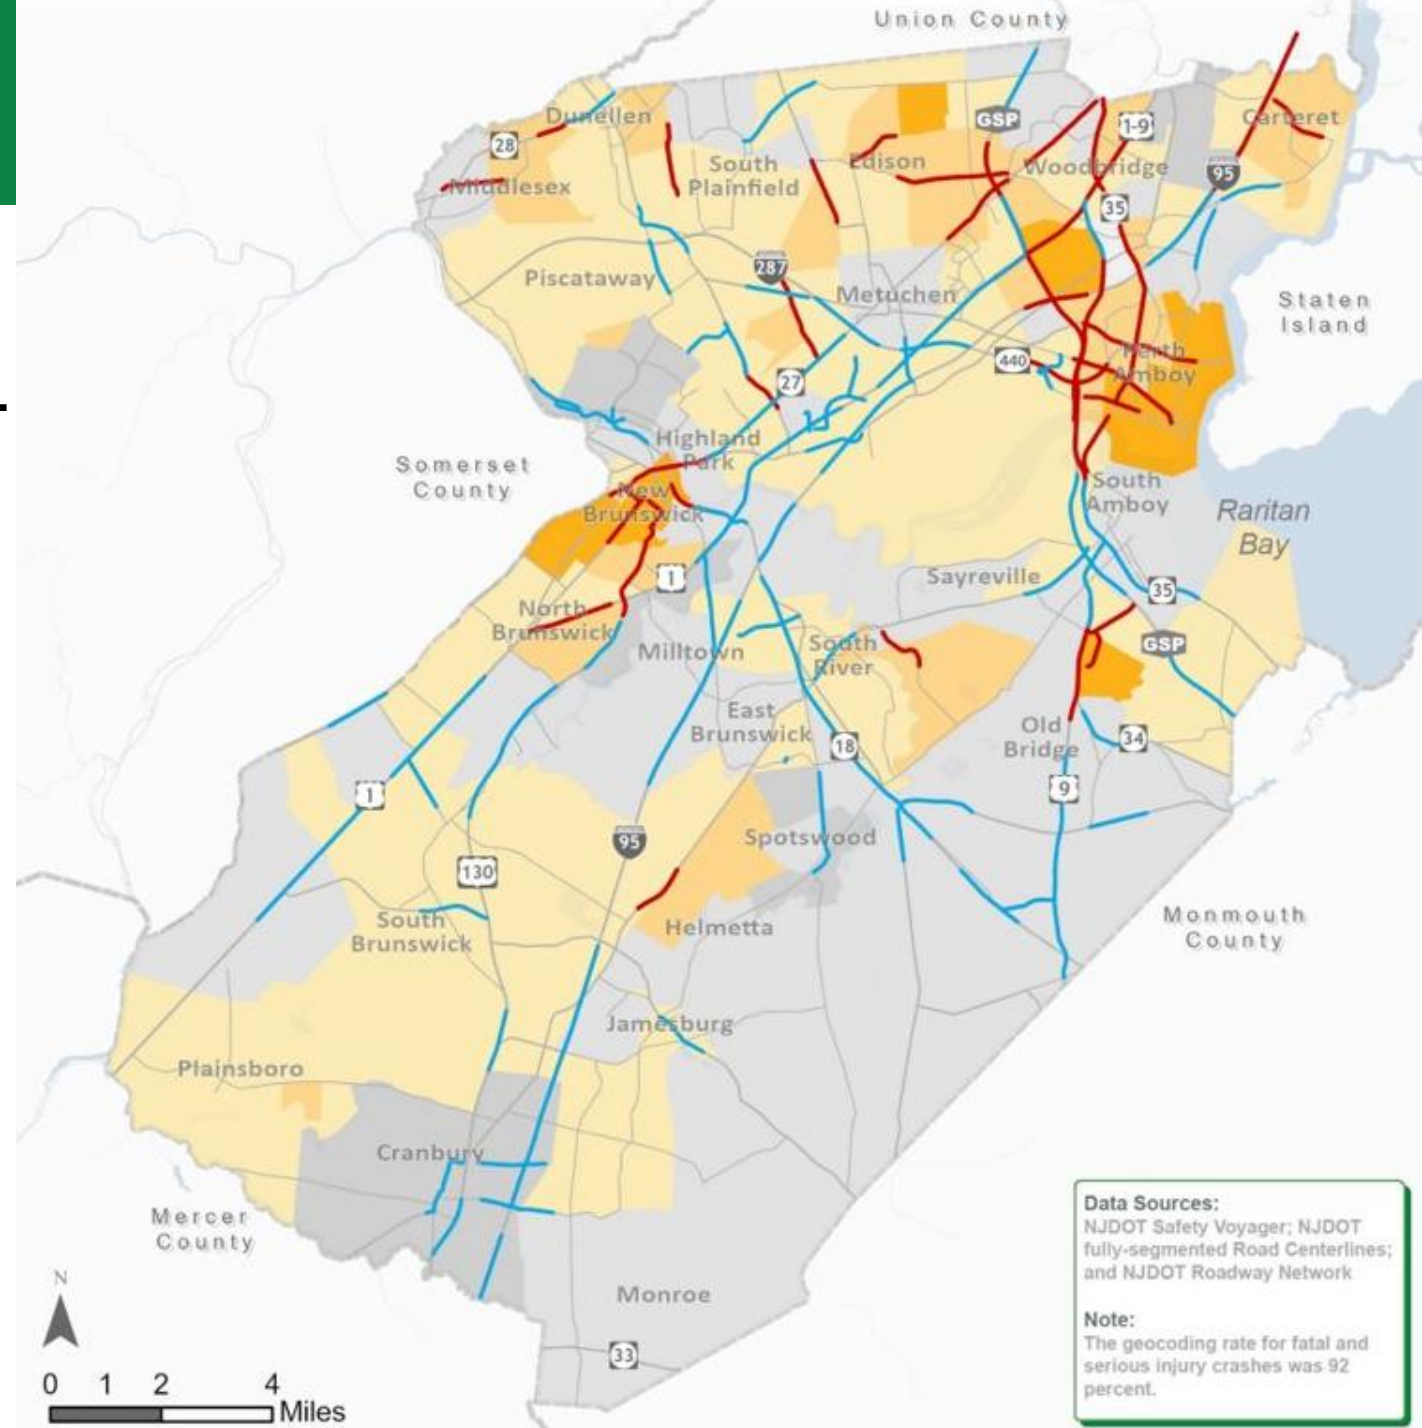 Union County
Dunellen
GSP
1-9
Carteret
28
South
Plainfield
Edison
Woodbridge
95
Middlesex
35
Piscataway
287
Metuchen
Staten
Island
440
Perth
Amboy
27
Highland
Park
Somerset
County
New
Brunswick
South
Amboy
Raritan
Bay
1
Sayreville
35
North
Brunswick
Milltown
South
River
GSP
East
Brunswick
18
Old
Bridge
34
1
9
95
Spotswood
130
South
Brunswick
Helmetta
Monmouth
County
Jamesburg
Plainsboro
Cranbury
Mercer
County
Monroe
33
N
0 1 2 4
Miles
Data Sources:
NJDOT Safety Voyager; NJDOT
fully-segmented Road Centerlines;
and NJDOT Roadway Network
Note:
The geocoding rate for fatal and
serious injury crashes was 92
percent.